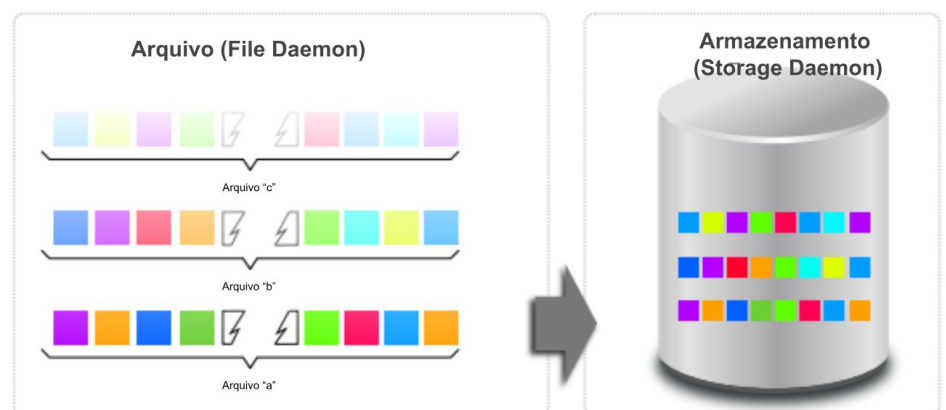 Arquivo (File Daemon)
Arquivo "c"
Arquivo "b"
Arquivo "a"
Armazenamento
(Storage Daemon)